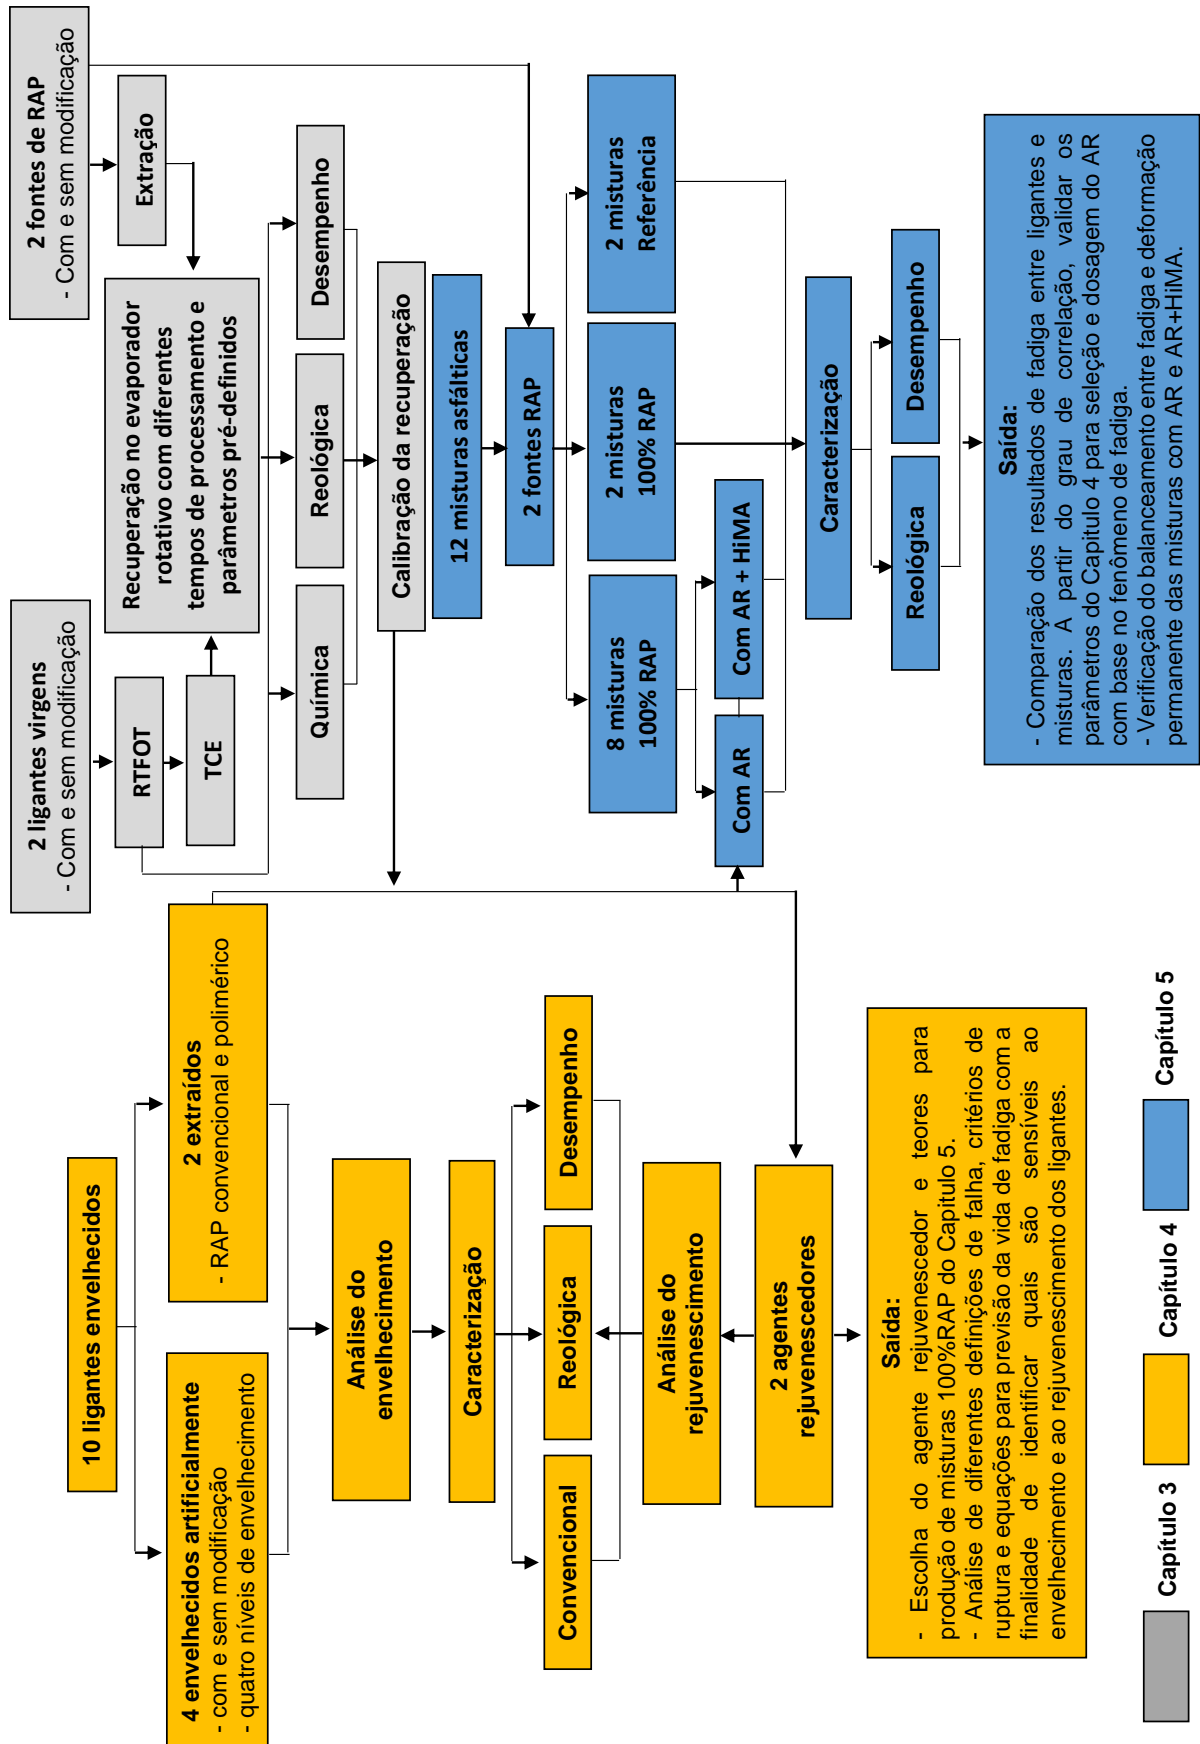 10 ligantes envelhecidos
4 envelhecidos artificialmente
- com e sem modificação
- quatro níveis de envelhecimento
2 extraídos
- RAP convencional e polimérico
Análise do
envelhecimento
Caracterização
Convencional
Reológica
Desempenho
Análise do
rejuvenescimento
2 agentes
rejuvenescedores
Saída:
- Escolha do agente rejuvenescedor e teores para
produção de misturas 100%RAP do Capitulo 5.
- Análise de diferentes definições de falha, critérios de
ruptura e equações para previsão da vida de fadiga com a
finalidade de identificar quais são sensíveis ao
envelhecimento e ao rejuvenescimento dos ligantes.
2 ligantes virgens
- Com e sem modificação
RTFOT
TCE
2 fontes de RAP
- Com e sem modificação
Extração
Recuperação no evaporador
rotativo com diferentes
tempos de processamento e
parâmetros pré-definidos
Química
Reológica
Desempenho
Calibração da recuperação
12 misturas asfálticas
2 fontes RAP
8 misturas
100% RAP
2 misturas
100% RAP
2 misturas
Referência
Com AR
Com AR + HiMA
Caracterização
Reológica
Desempenho
Saída:
- Comparação dos resultados de fadiga entre ligantes e
misturas. A partir do grau de correlação, validar os
parâmetros do Capitulo 4 para seleção e dosagem do AR
com base no fenômeno de fadiga.
- Verificação do balanceamento entre fadiga e deformação
permanente das misturas com AR e AR+HiMA.
Capítulo 3
Capítulo 4
Capítulo 5